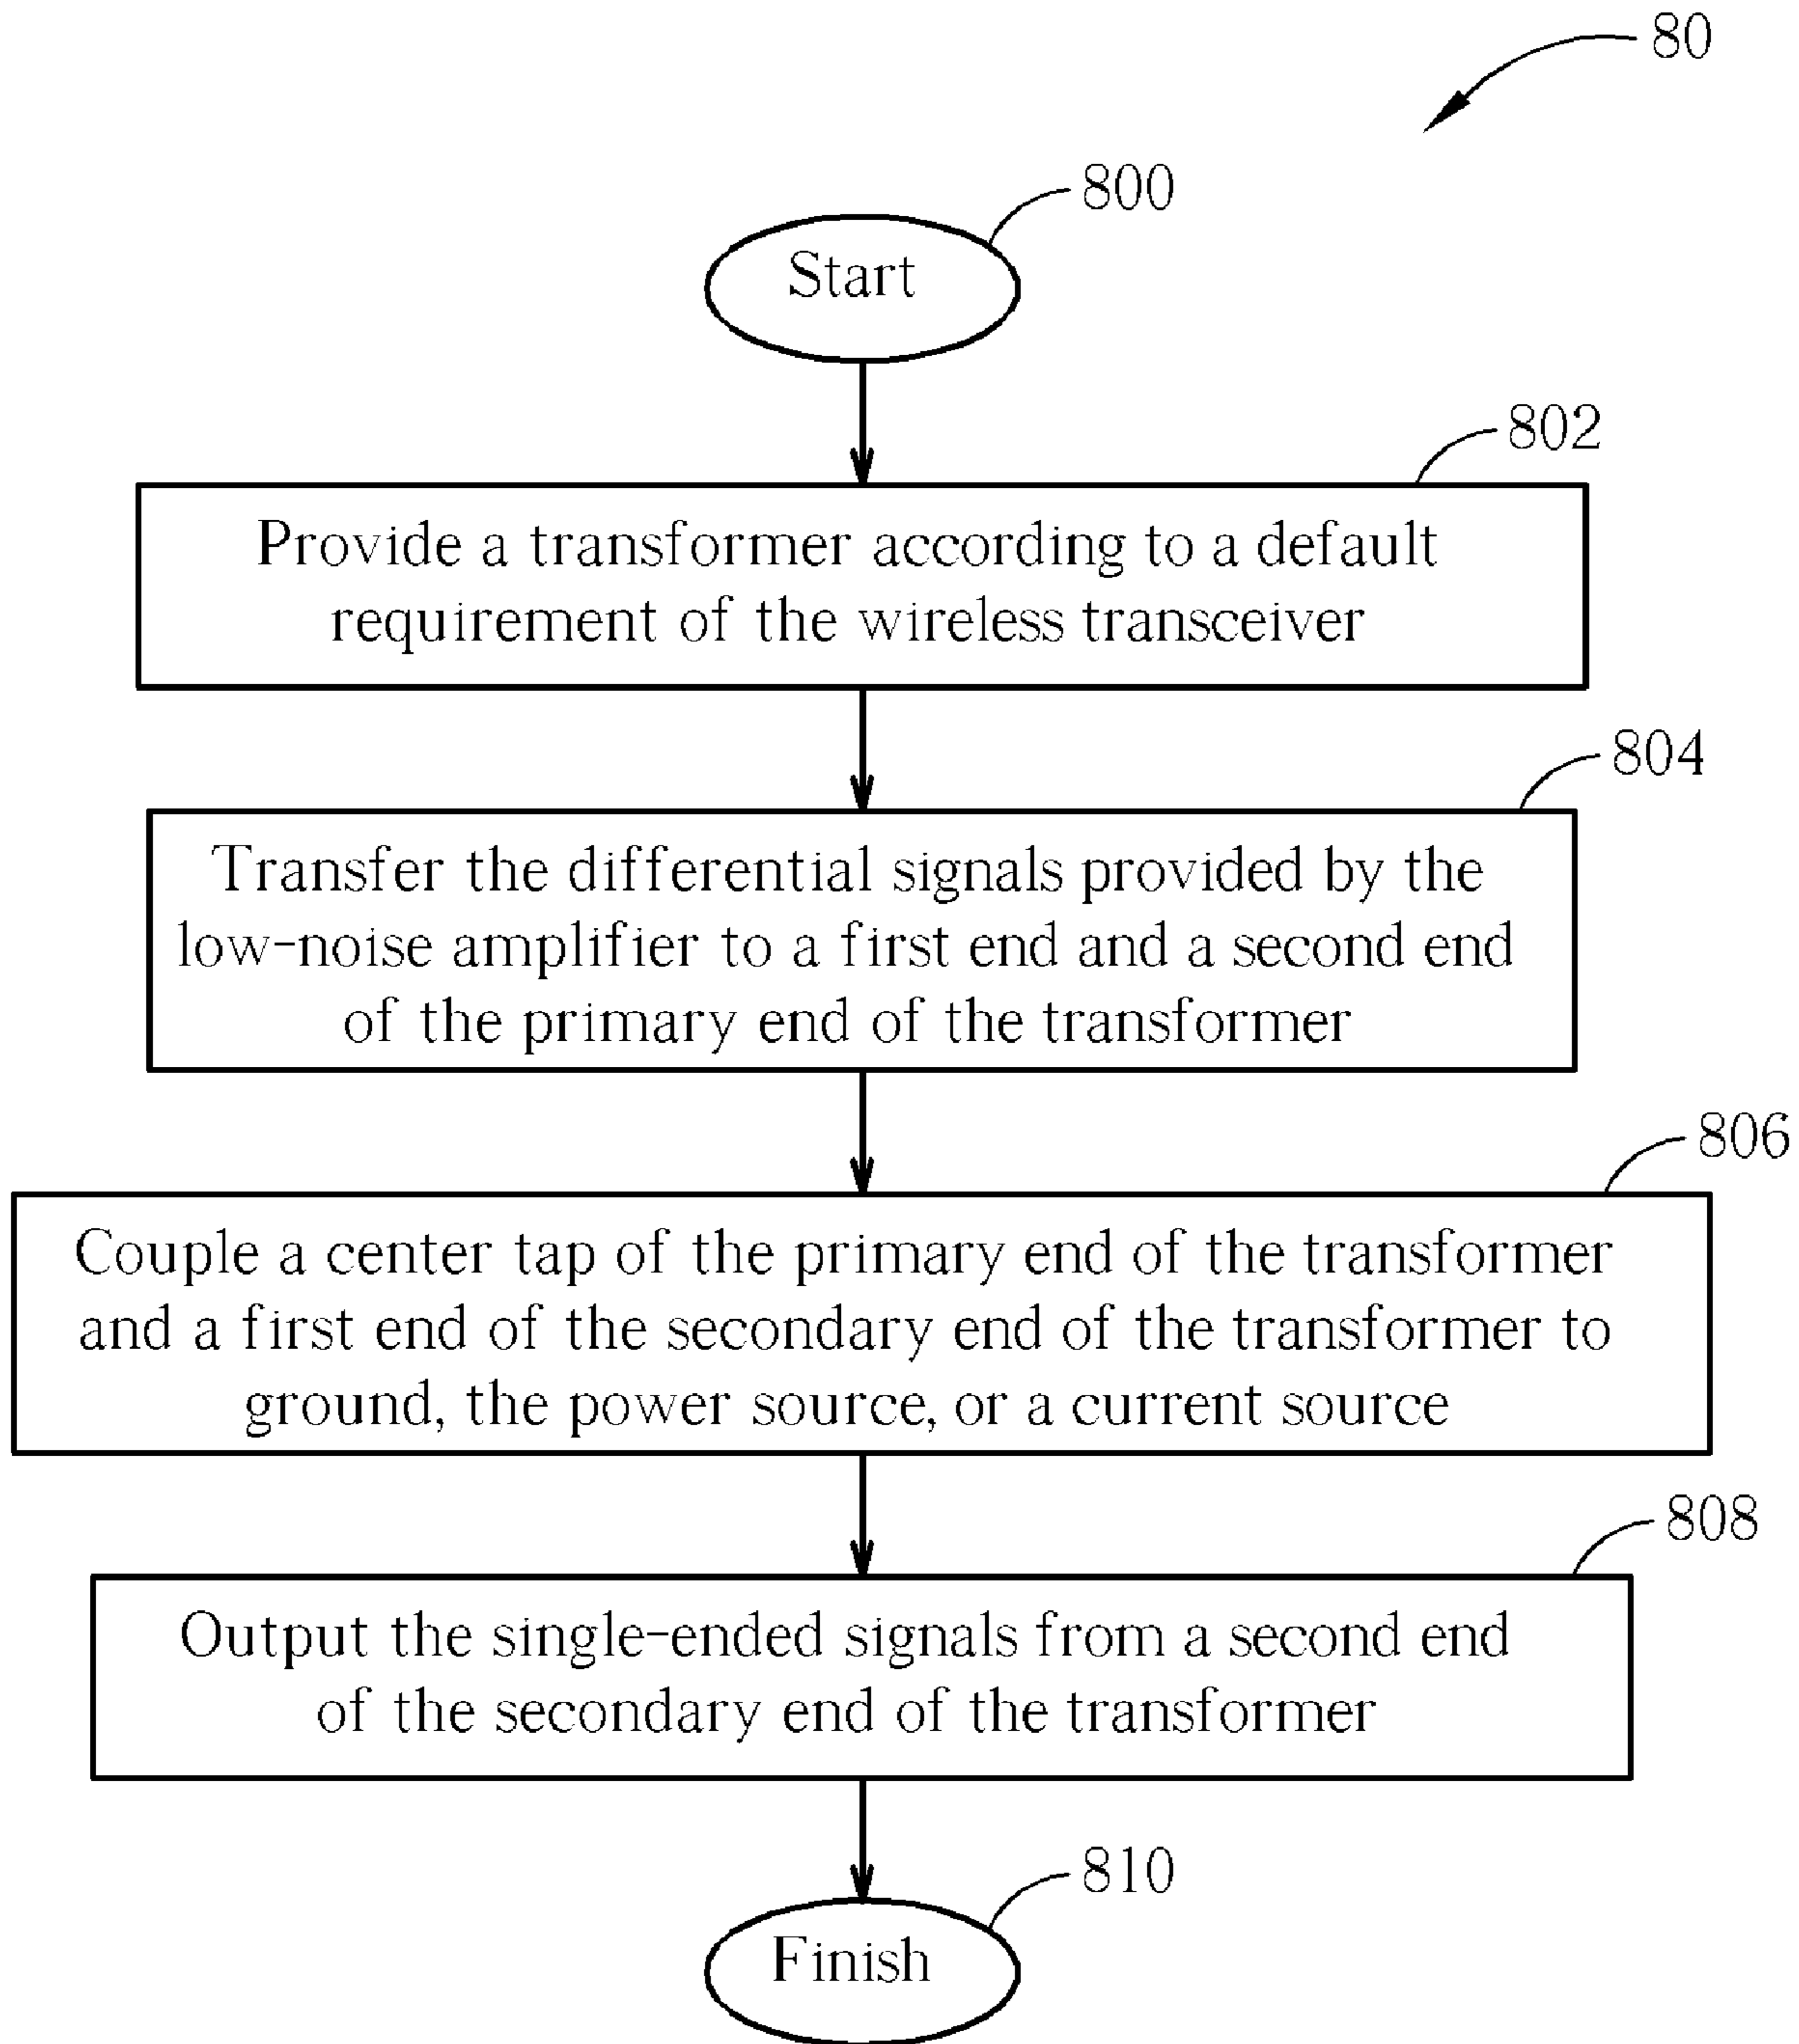 80
800
Start
802
Provide a transformer according to a default
requirement of the wireless transceiver
804
Transfer the differential signals provided by the
low-noise amplifier to a first end and a second end
of the primary end of the transformer
806
Couple a center tap of the primary end of the transformer
and a first end of the secondary end of the transformer to
ground, the power source, or a current source
808
Output the single-ended signals from a second end
of the secondary end of the transformer
810
Finish